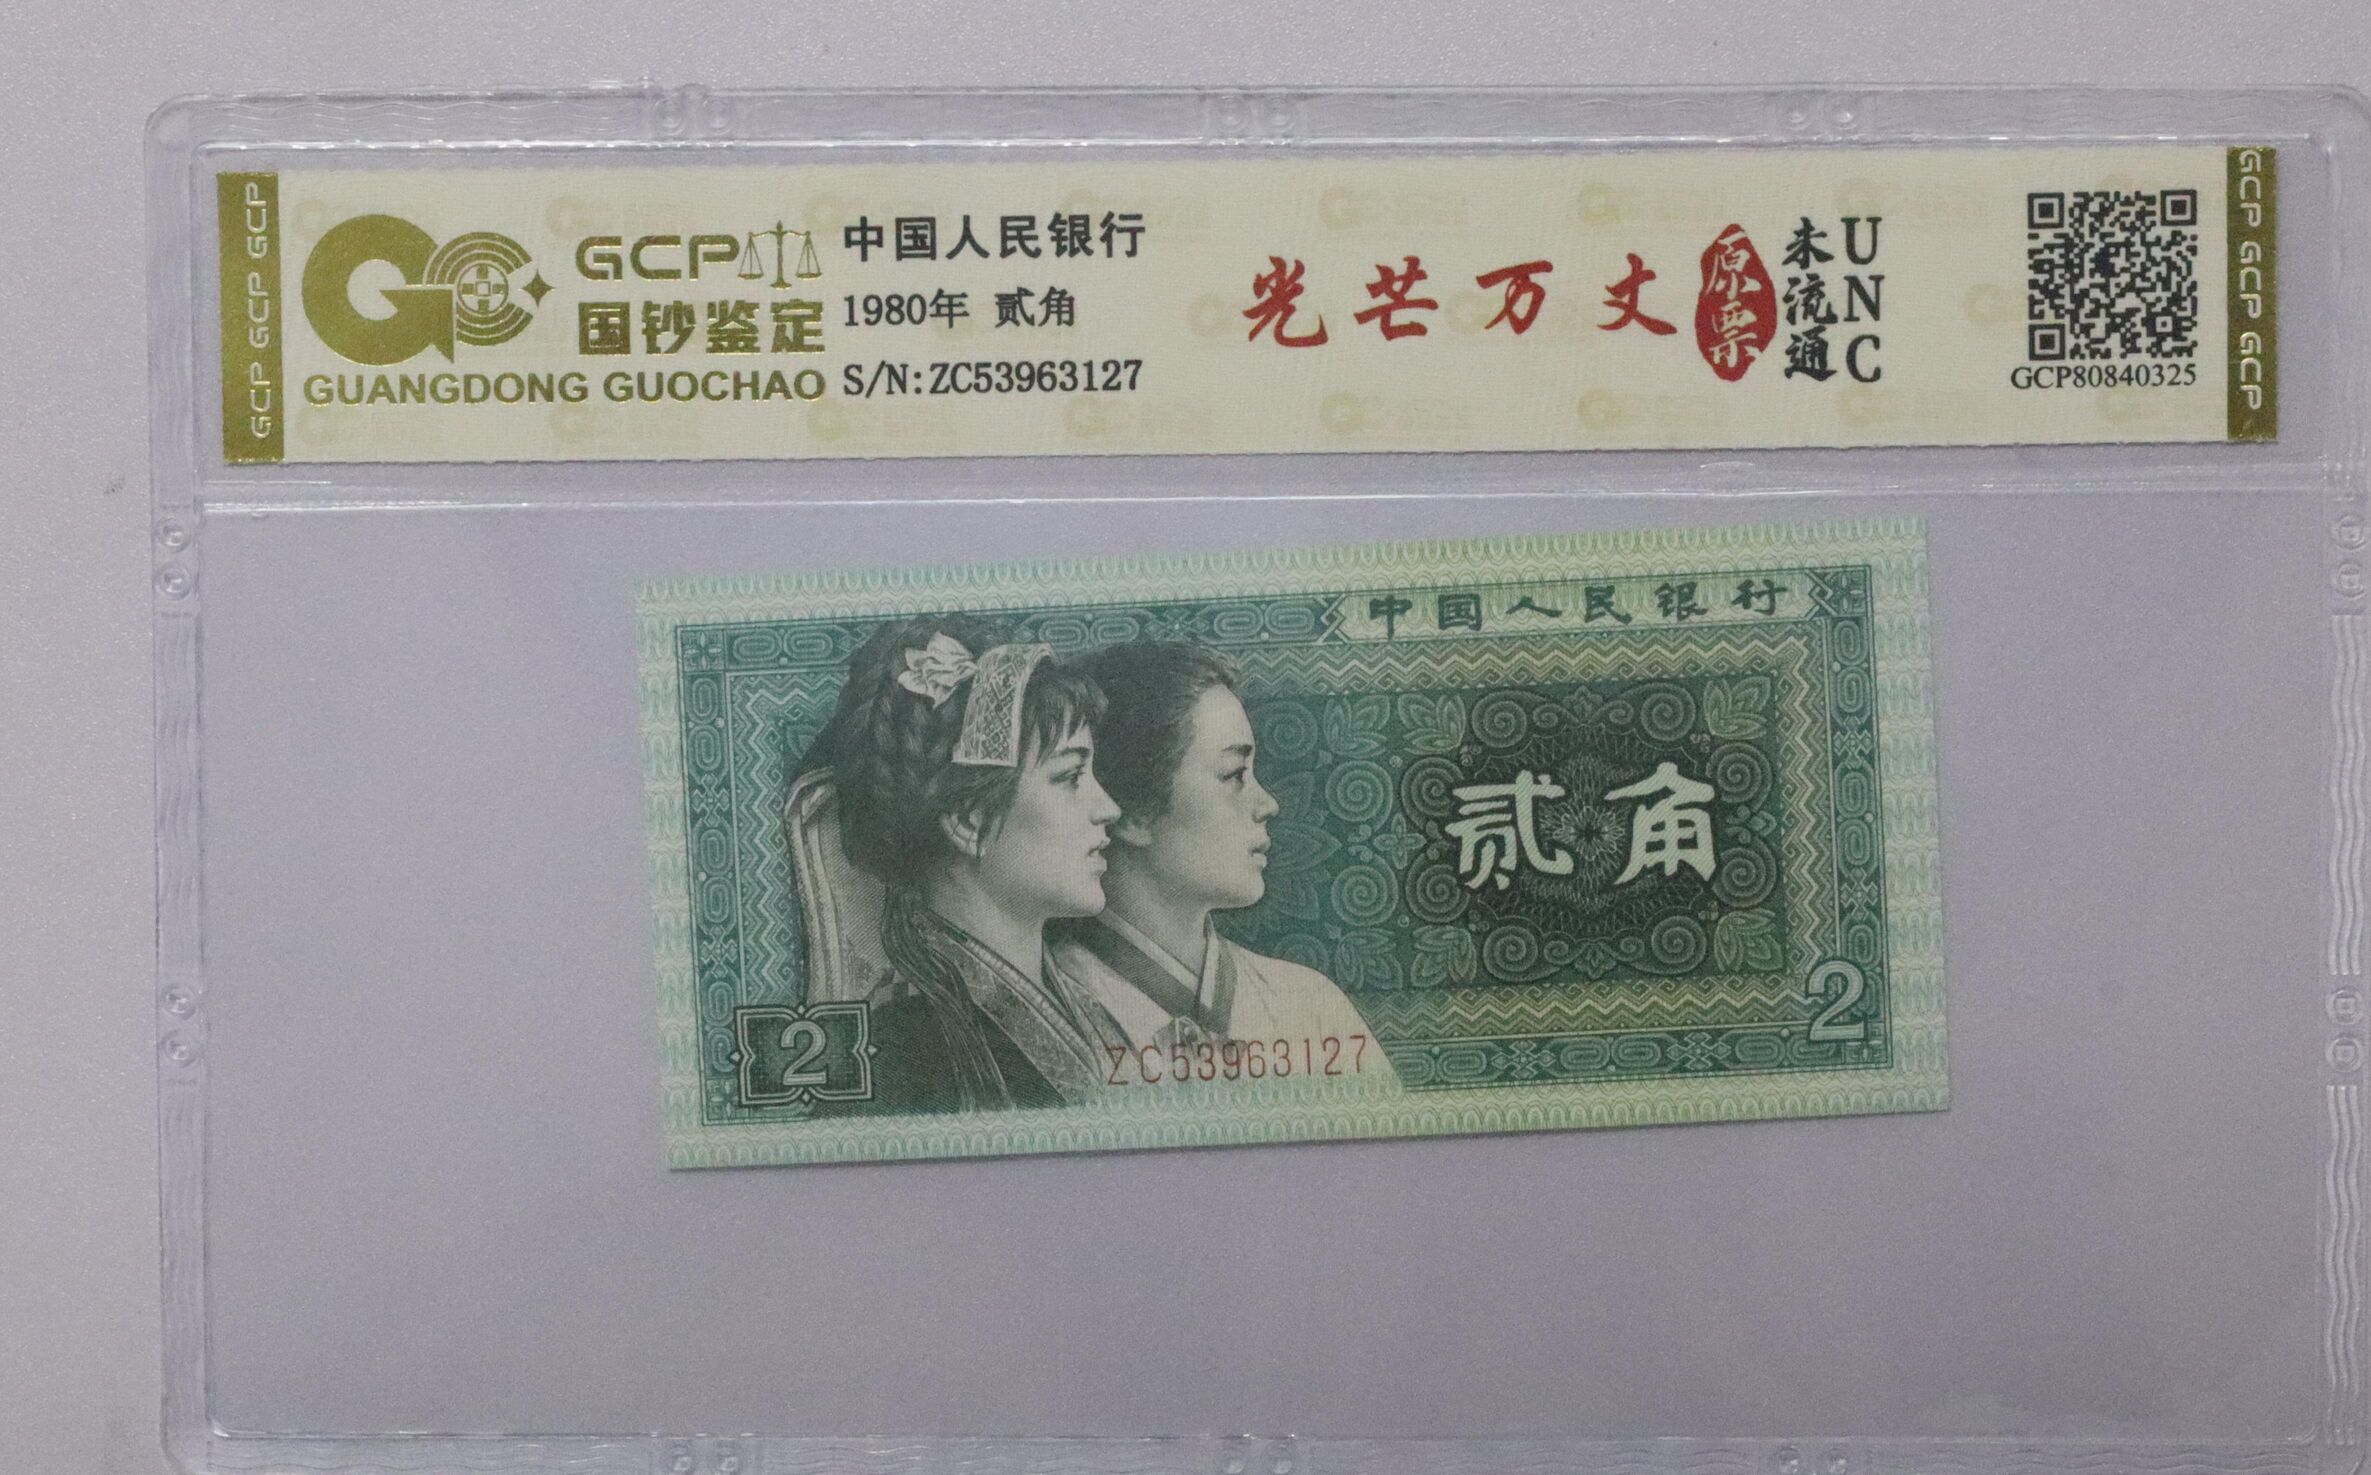 GCP GCP GCP
GCP
国钞鉴定
GUANGDONG GUOCHAO
中国人民银行
1980年 贰角
S/N:ZC53963127
光芒万丈
原票
未流通
UNC
GCP80840325
GCP GCP GCP
中国人民银行
贰角
2
2
ZC53963127